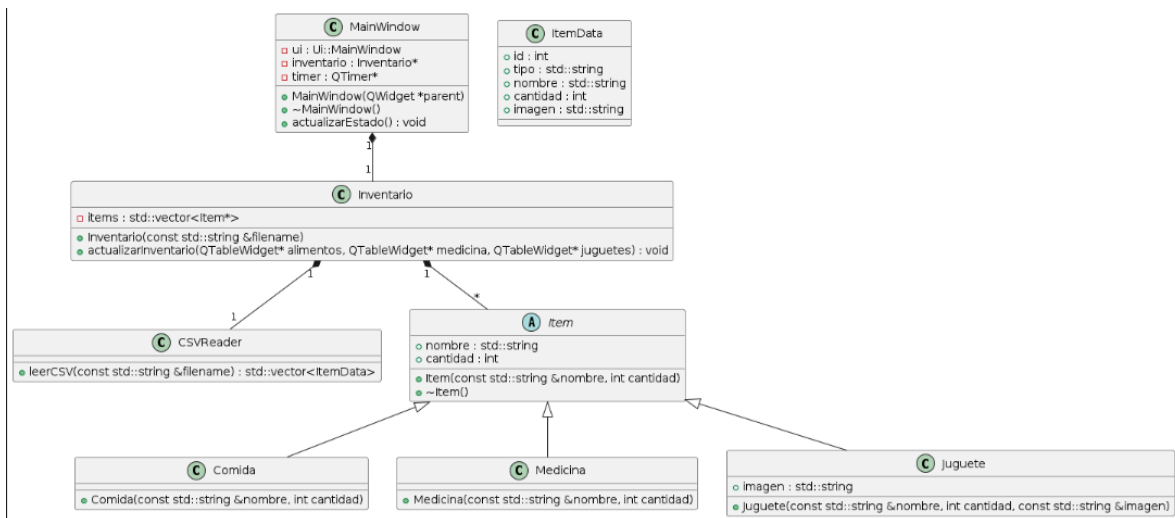 C MainWindow
ui : Ui::MainWindow
inventario : Inventario*
timer : QTimer*
MainWindow(QWidget *parent)
~MainWindow()
actualizarEstado() : void
C ItemData
id : int
tipo : std::string
nombre : std::string
cantidad : int
imagen : std::string
1
1
C Inventario
items : std::vector<Item*>
Inventario(const std::string &filename)
actualizarInventario(QTableWidget* alimentos, QTableWidget* medicina, QTableWidget* juguetes) : void
1
1
1
*
C CSVReader
leerCSV(const std::string &filename) : std::vector<ItemData>
A Item
nombre : std::string
cantidad : int
Item(const std::string &nombre, int cantidad)
~Item()
C Comida
Comida(const std::string &nombre, int cantidad)
C Medicina
Medicina(const std::string &nombre, int cantidad)
C Juguete
imagen : std::string
Juguete(const std::string &nombre, int cantidad, const std::string &imagen)